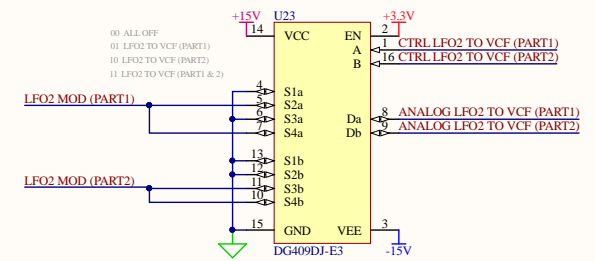 +15V
U23
+3.3V
00 ALL OFF
01 LFO2 TO VCF (PART1)
10 LFO2 TO VCF (PART2)
11 LFO2 TO VCF (PART1 & 2)
14 VCC EN 2
A 1 CTRL LFO2 TO VCF (PART1)
B 16 CTRL LFO2 TO VCF (PART2)
4 S1a
LFO2 MOD (PART1) 5 S2a
6 S3a Da 8 ANALOG LFO2 TO VCF (PART1)
7 S4a Db 9 ANALOG LFO2 TO VCF (PART2)
13 S1b
12 S2b
LFO2 MOD (PART2) 11 S3b
10 S4b
15 GND VEE 3
DG409DJ-E3
-15V